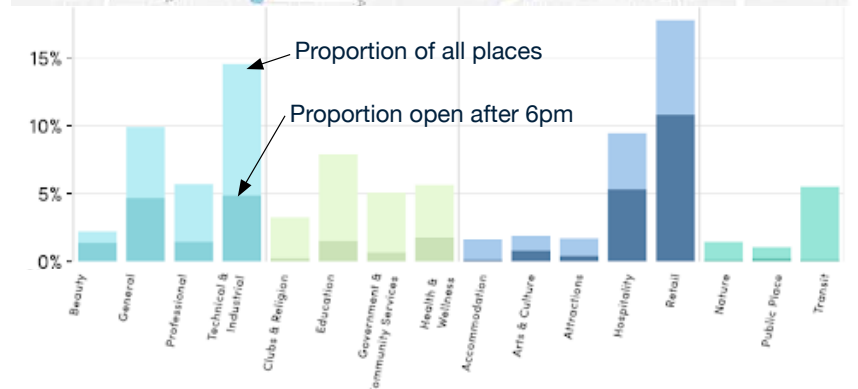 Proportion of all places
Proportion open after 6pm
15%
10%
5%
0%
Beauty
General
Professional
Technical &
Industrial
Clubs & Religion
Education
Government &
ommunity Services
Health &
Wellness
Accommodation
Arts & Culture
Attractions
Hospitality
Retail
Nature
Public Place
Transit